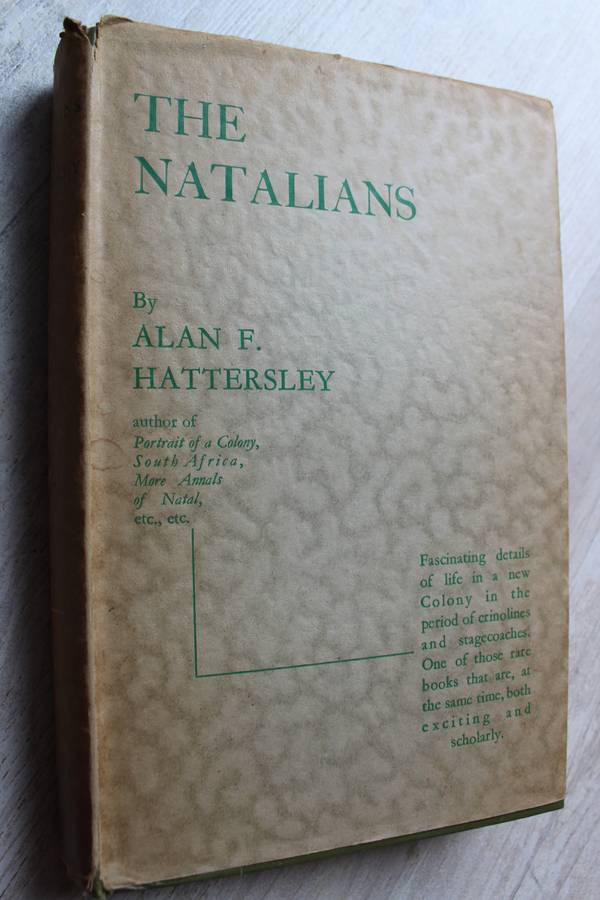 THE
NATALIANS
By
ALAN F.
HATTERSLEY
author of
Portrait of a Colony,
South Africa,
More Annals
of Natal,
etc., etc.
Fascinating details
of life in a new
Colony in the
period of crinolines
and stagecoaches.
One of those rare
books that are, at
the same time, both
exciting and
scholarly.